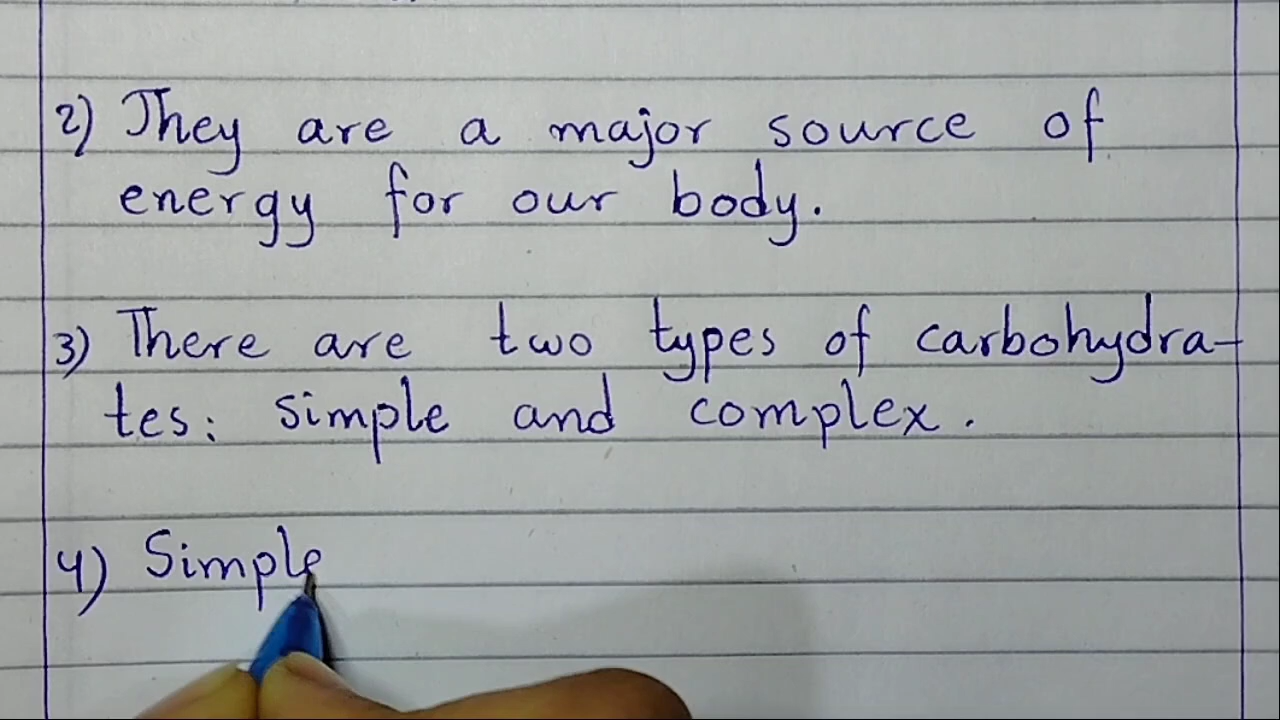 2) They are a major source of
energy for our body.
3) There are two types of carbohydra-
tes: simple and complex.
4) Simple